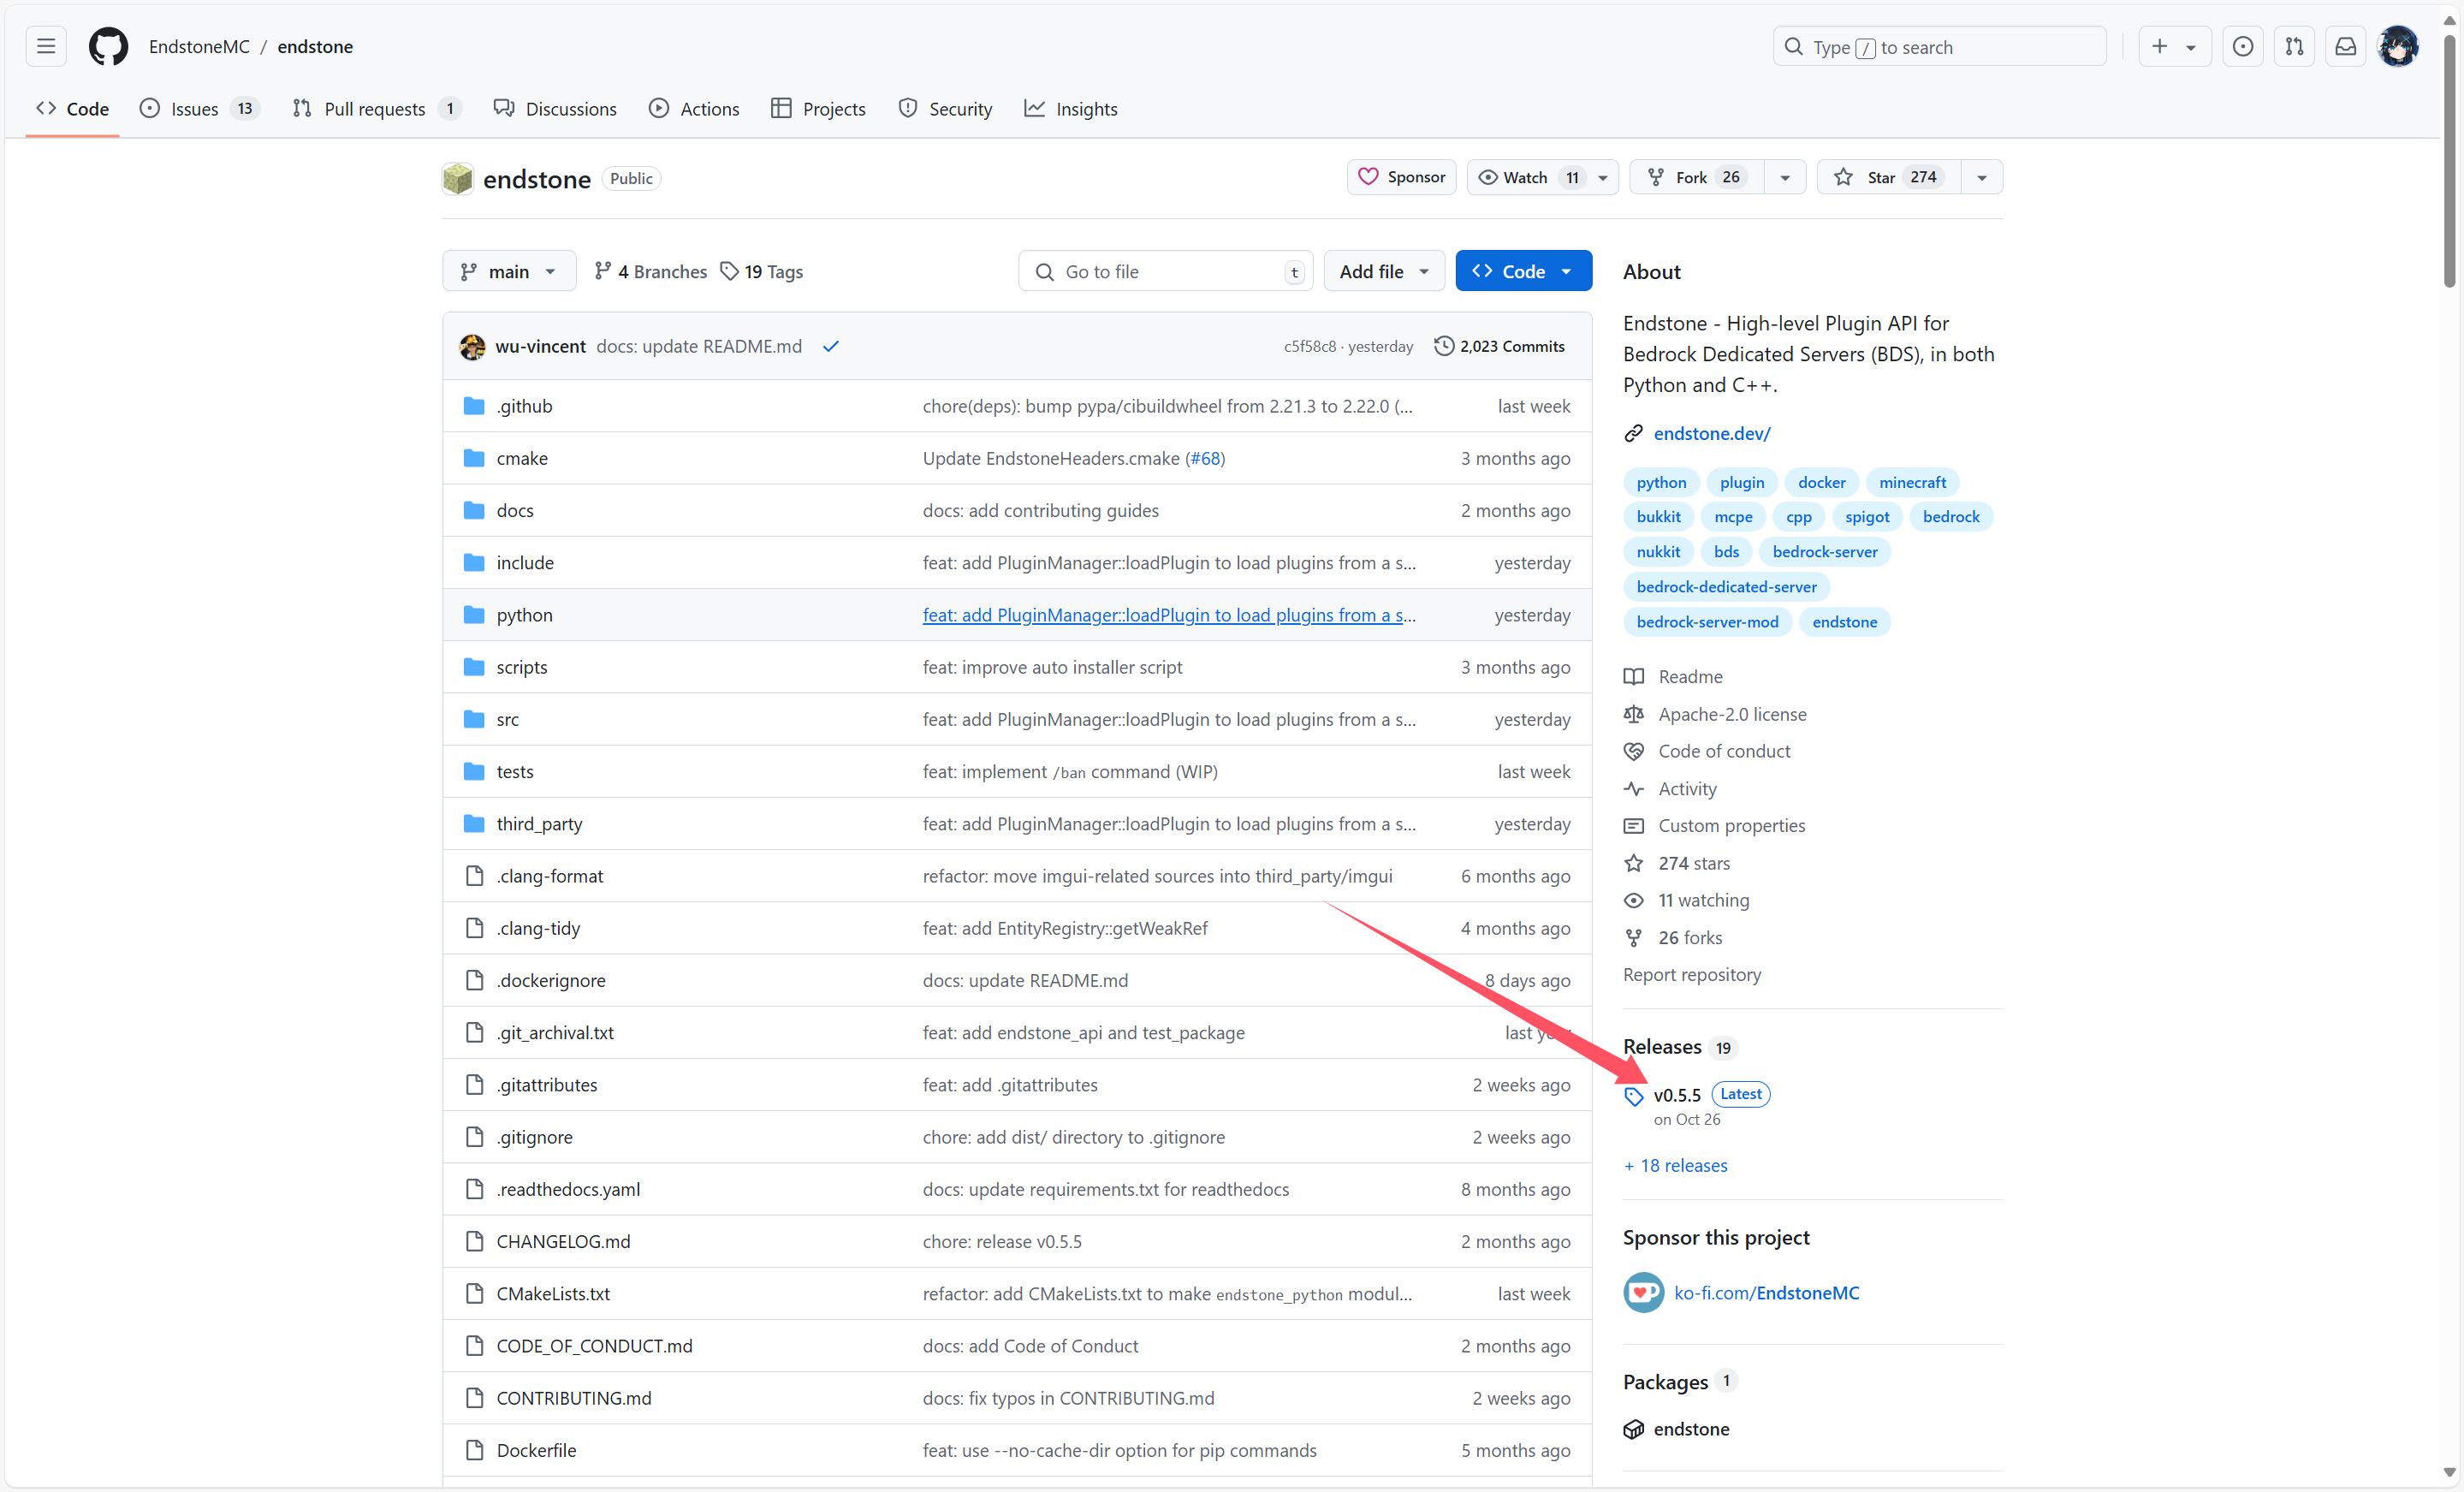 EndstoneMC / endstone
Type / to search
Code
Issues 13
Pull requests 1
Discussions
Actions
Projects
Security
Insights
endstone Public
Sponsor
Watch 11
Fork 26
Star 274
main
4 Branches
19 Tags
Go to file t
Add file
Code
wu-vincent docs: update README.md
c5f58c8 · yesterday
2,023 Commits
.github chore(deps): bump pypa/cibuildwheel from 2.21.3 to 2.22.0 (... last week
cmake Update EndstoneHeaders.cmake (#68) 3 months ago
docs docs: add contributing guides 2 months ago
include feat: add PluginManager::loadPlugin to load plugins from a s... yesterday
python feat: add PluginManager::loadPlugin to load plugins from a s... yesterday
scripts feat: improve auto installer script 3 months ago
src feat: add PluginManager::loadPlugin to load plugins from a s... yesterday
tests feat: implement /ban command (WIP) last week
third_party feat: add PluginManager::loadPlugin to load plugins from a s... yesterday
.clang-format refactor: move imgui-related sources into third_party/imgui 6 months ago
.clang-tidy feat: add EntityRegistry::getWeakRef 4 months ago
.dockerignore docs: update README.md 8 days ago
.git_archival.txt feat: add endstone_api and test_package last
.gitattributes feat: add .gitattributes 2 weeks ago
.gitignore chore: add dist/ directory to .gitignore 2 weeks ago
.readthedocs.yaml docs: update requirements.txt for readthedocs 8 months ago
CHANGELOG.md chore: release v0.5.5 2 months ago
CMakeLists.txt refactor: add CMakeLists.txt to make endstone_python modul... last week
CODE_OF_CONDUCT.md docs: add Code of Conduct 2 months ago
CONTRIBUTING.md docs: fix typos in CONTRIBUTING.md 2 weeks ago
Dockerfile feat: use --no-cache-dir option for pip commands 5 months ago
About
Endstone - High-level Plugin API for
Bedrock Dedicated Servers (BDS), in both
Python and C++.
endstone.dev/
python plugin docker minecraft
bukkit mcpe cpp spigot bedrock
nukkit bds bedrock-server
bedrock-dedicated-server
bedrock-server-mod endstone
Readme
Apache-2.0 license
Code of conduct
Activity
Custom properties
274 stars
11 watching
26 forks
Report repository
Releases 19
v0.5.5 Latest
on Oct 26
+ 18 releases
Sponsor this project
ko-fi.com/EndstoneMC
Packages 1
endstone